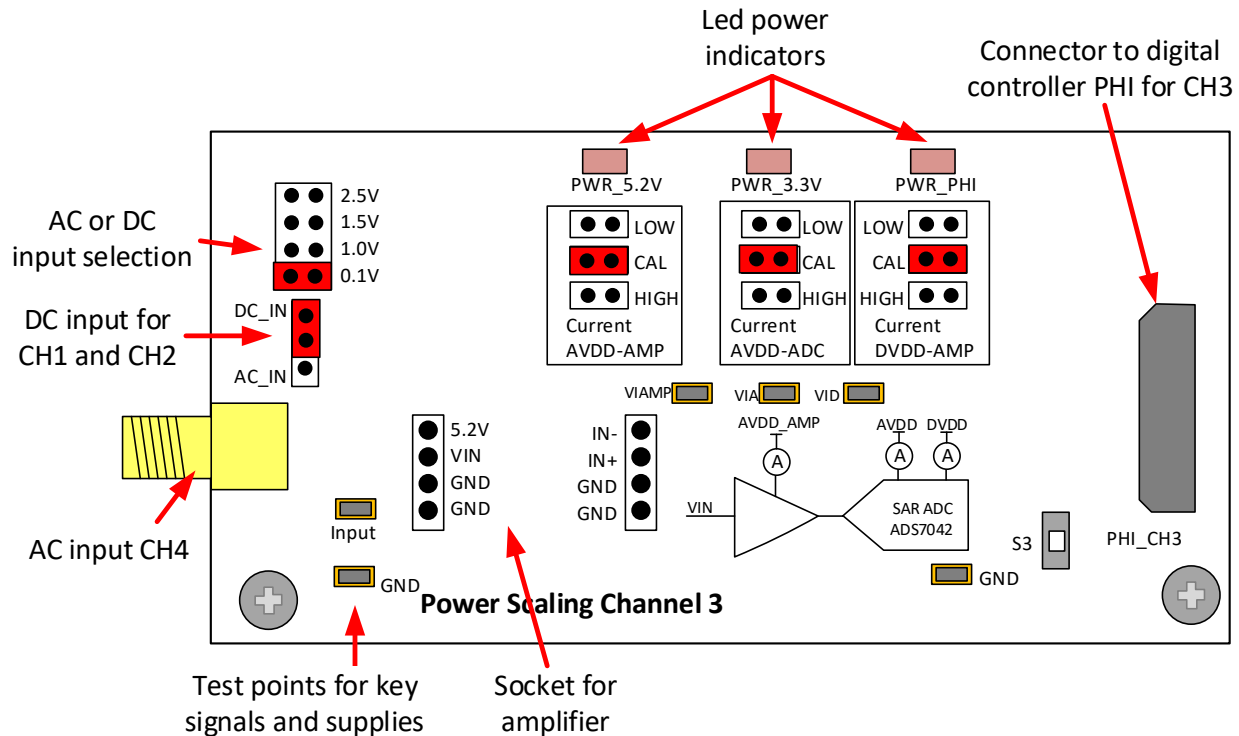 Led power
indicators
Connector to digital
controller PHI for CH3
PWR_5.2V
PWR_3.3V
PWR_PHI
AC or DC
input selection
2.5V
1.5V
1.0V
0.1V
DC input for
CH1 and CH2
DC_IN
AC_IN
LOW
CAL
HIGH
Current
AVDD-AMP
LOW
CAL
HIGH
Current
AVDD-ADC
LOW
CAL
HIGH
Current
DVDD-AMP
VIAMP
VIA
VID
AC input CH4
5.2V
VIN
GND
GND
IN-
IN+
GND
GND
AVDD_AMP
AVDD
DVDD
A
A
A
VIN
SAR ADC
ADS7042
S3
PHI_CH3
Input
GND
GND
Power Scaling Channel 3
Test points for key
signals and supplies
Socket for
amplifier